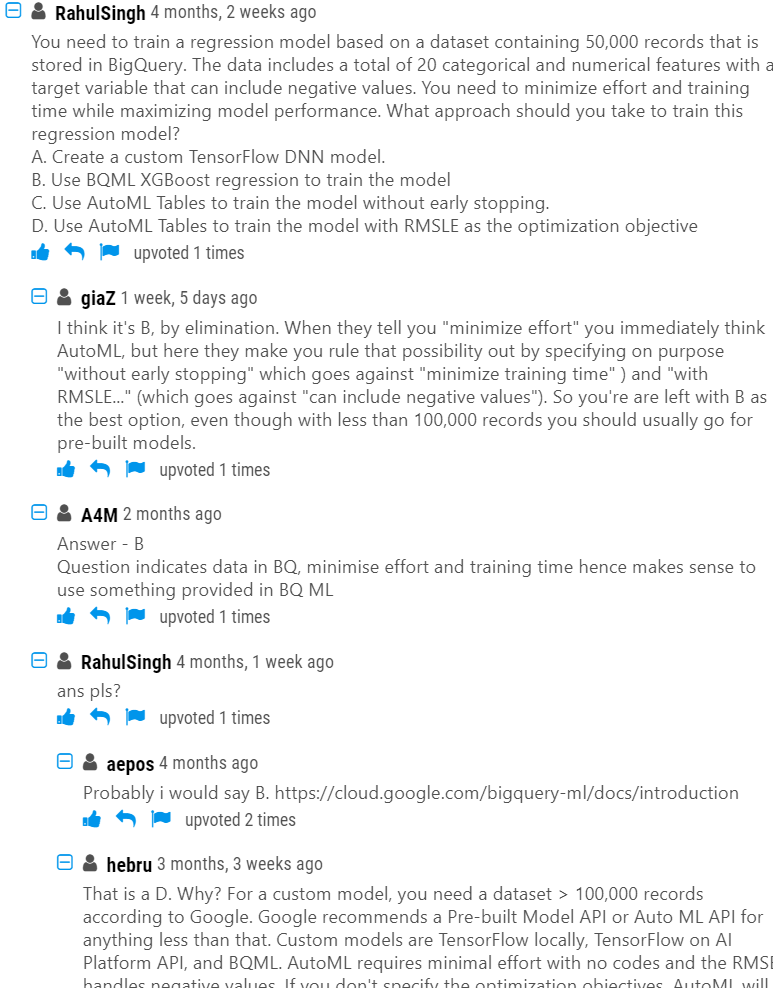 RahulSingh 4 months, 2 weeks ago
You need to train a regression model based on a dataset containing 50,000 records that is
stored in BigQuery. The data includes a total of 20 categorical and numerical features with a
target variable that can include negative values. You need to minimize effort and training
time while maximizing model performance. What approach should you take to train this
regression model?
A. Create a custom TensorFlow DNN model.
B. Use BQML XGBoost regression to train the model
C. Use AutoML Tables to train the model without early stopping.
D. Use AutoML Tables to train the model with RMSLE as the optimization objective
upvoted 1 times
giaZ 1 week, 5 days ago
I think it's B, by elimination. When they tell you "minimize effort" you immediately think
AutoML, but here they make you rule that possibility out by specifying on purpose
"without early stopping" which goes against "minimize training time" ) and "with
RMSLE..." (which goes against "can include negative values"). So you're are left with B as
the best option, even though with less than 100,000 records you should usually go for
pre-built models.
upvoted 1 times
A4M 2 months ago
Answer - B
Question indicates data in BQ, minimise effort and training time hence makes sense to
use something provided in BQ ML
upvoted 1 times
RahulSingh 4 months, 1 week ago
ans pls?
upvoted 1 times
aepos 4 months ago
Probably i would say B. https://cloud.google.com/bigquery-ml/docs/introduction
upvoted 2 times
hebru 3 months, 3 weeks ago
That is a D. Why? For a custom model, you need a dataset > 100,000 records
according to Google. Google recommends a Pre-built Model API or Auto ML API for
anything less than that. Custom models are TensorFlow locally, TensorFlow on AI
Platform API, and BQML. AutoML requires minimal effort with no codes and the RMSE
handles negative values. If you don't specify the optimization objectives, AutoML will